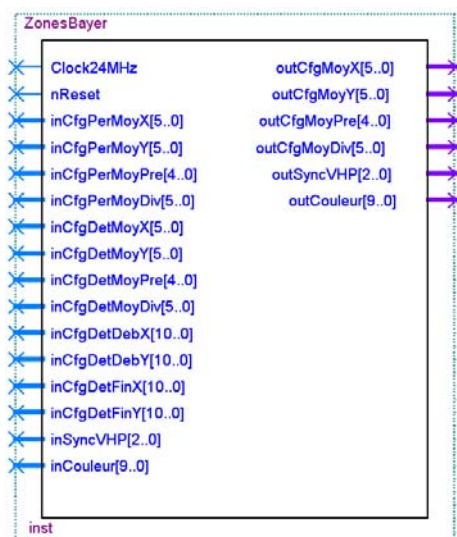 ZonesBayer
Clock24MHz outCfgMoyX[5..0]
nReset outCfgMoyY[5..0]
inCfgPerMoyX[5..0] outCfgMoyPre[4..0]
inCfgPerMoyY[5..0] outCfgMoyDiv[5..0]
inCfgPerMoyPre[4..0] outSyncVHP[2..0]
inCfgPerMoyDiv[5..0] outCouleur[9..0]
inCfgDetMoyX[5..0]
inCfgDetMoyY[5..0]
inCfgDetMoyPre[4..0]
inCfgDetMoyDiv[5..0]
inCfgDetDebX[10..0]
inCfgDetDebY[10..0]
inCfgDetFinX[10..0]
inCfgDetFinY[10..0]
inSyncVHP[2..0]
inCouleur[9..0]
inst